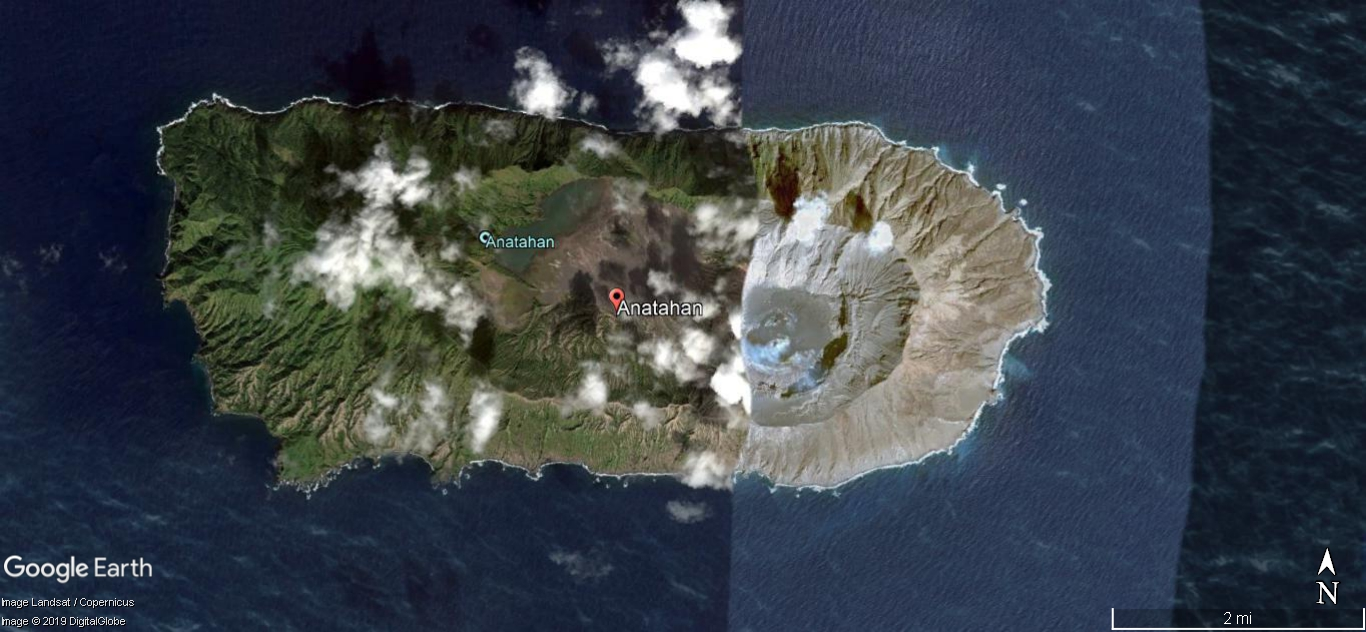 Anatahan
Anatahan
Google Earth
Image Landsat / Copernicus
Image © 2019 DigitalGlobe
N
2 mi